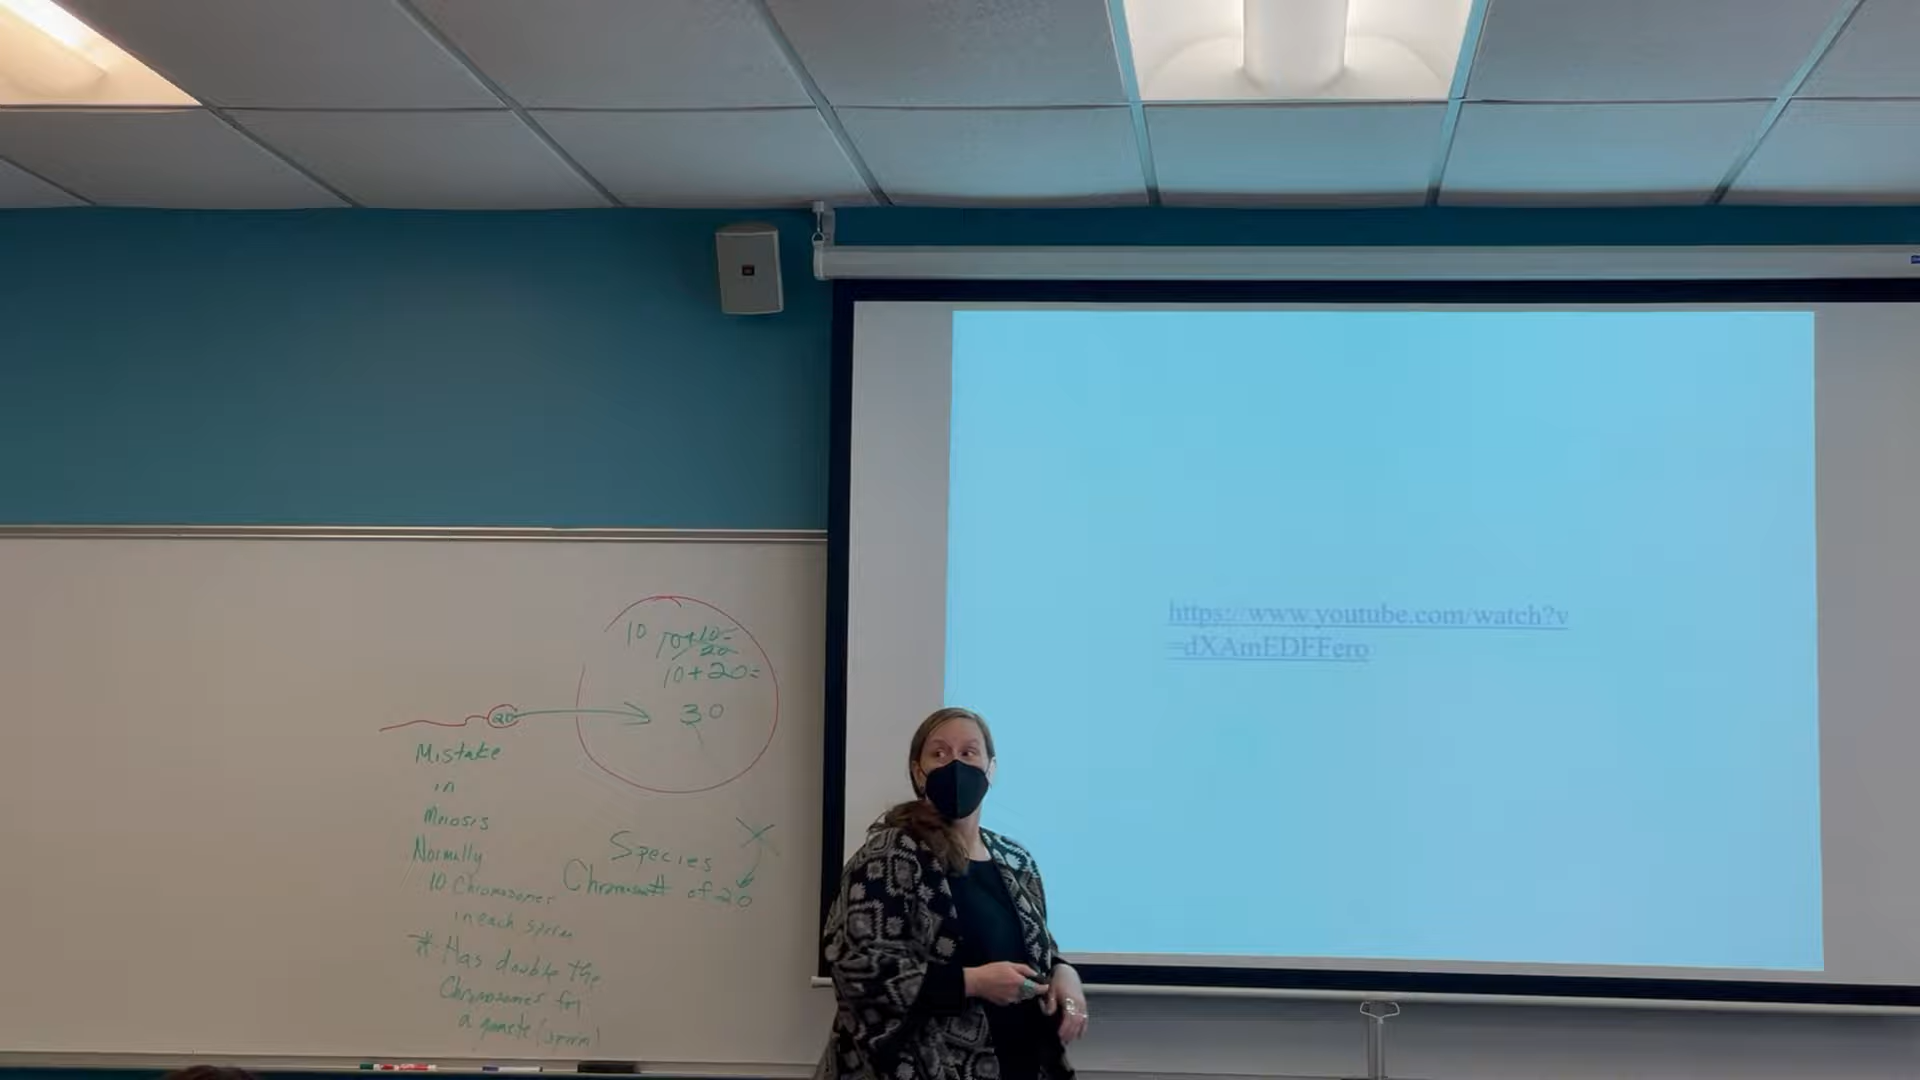 10 10+10=
20
10+20=
30
20
Mistake
in
Meiosis
Normally
10 Chromosomes
in each sperm
# Has double the
Chromosomes for
a gamete (sperm)
Species
Chromosome# of 20
https://www.youtube.com/watch?v
=dXAmEDFFero